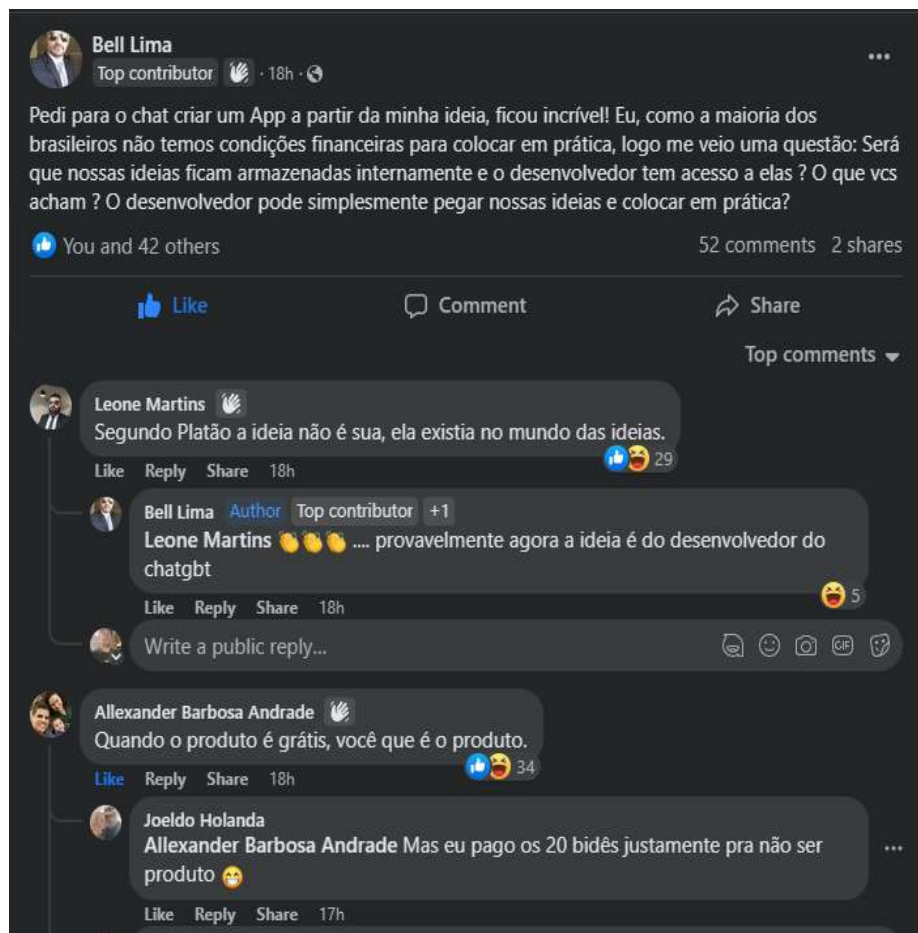 Bell Lima
Top contributor · 18h ·
Pedi para o chat criar um App a partir da minha ideia, ficou incrível! Eu, como a maioria dos
brasileiros não temos condições financeiras para colocar em prática, logo me veio uma questão: Será
que nossas ideias ficam armazenadas internamente e o desenvolvedor tem acesso a elas ? O que vcs
acham ? O desenvolvedor pode simplesmente pegar nossas ideias e colocar em prática?
You and 42 others 52 comments 2 shares
Like Comment Share
Top comments
Leone Martins
Segundo Platão a ideia não é sua, ela existia no mundo das ideias.
29
Like Reply Share 18h
Bell Lima Author Top contributor +1
Leone Martins 👏👏👏 .... provavelmente agora a ideia é do desenvolvedor do
chatgbt
5
Like Reply Share 18h
Write a public reply...
GIF
Allexander Barbosa Andrade
Quando o produto é grátis, você que é o produto.
34
Like Reply Share 18h
Joeldo Holanda
Allexander Barbosa Andrade Mas eu pago os 20 bidês justamente pra não ser
produto 😁
Like Reply Share 17h